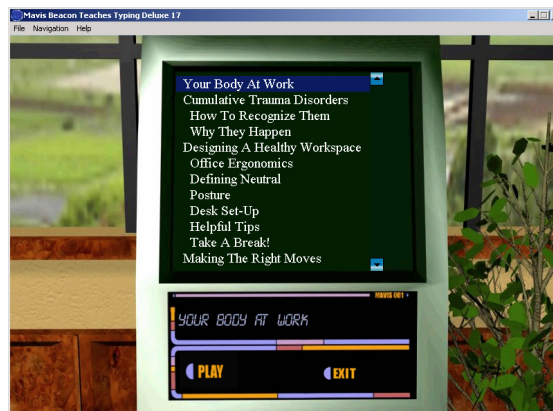 Mavis Beacon Teaches Typing Deluxe 17
File Navigation Help
Your Body At Work
Cumulative Trauma Disorders
How To Recognize Them
Why They Happen
Designing A Healthy Workspace
Office Ergonomics
Defining Neutral
Posture
Desk Set-Up
Helpful Tips
Take A Break!
Making The Right Moves
MAVIS 001
YOUR BODY AT WORK
PLAY EXIT